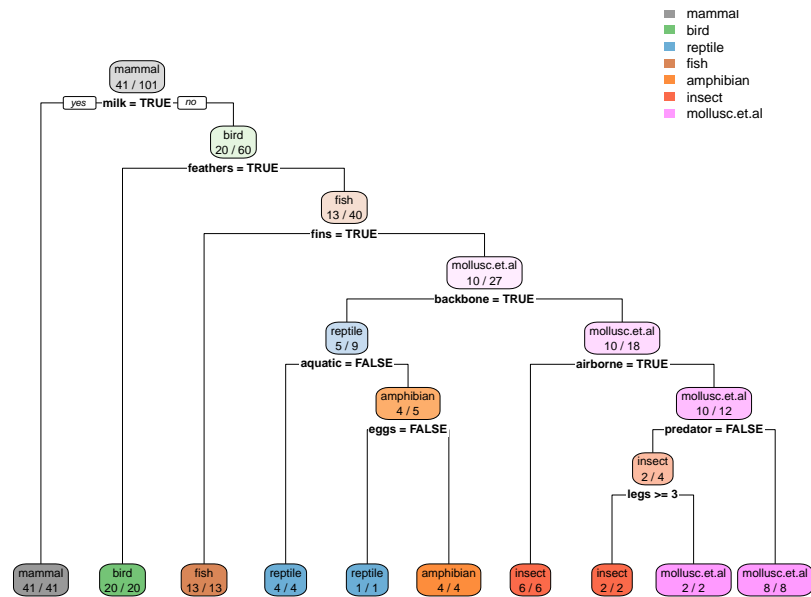 mammal
bird
reptile
fish
amphibian
insect
mollusc.et.al
mammal
41 / 101
yes milk = TRUE no
bird
20 / 60
feathers = TRUE
fish
13 / 40
fins = TRUE
mollusc.et.al
10 / 27
backbone = TRUE
reptile
5 / 9
mollusc.et.al
10 / 18
aquatic = FALSE
airborne = TRUE
amphibian
4 / 5
mollusc.et.al
10 / 12
eggs = FALSE
predator = FALSE
insect
2 / 4
legs >= 3
mammal
41 / 41
bird
20 / 20
fish
13 / 13
reptile
4 / 4
reptile
1 / 1
amphibian
4 / 4
insect
6 / 6
insect
2 / 2
mollusc.et.al
2 / 2
mollusc.et.al
8 / 8